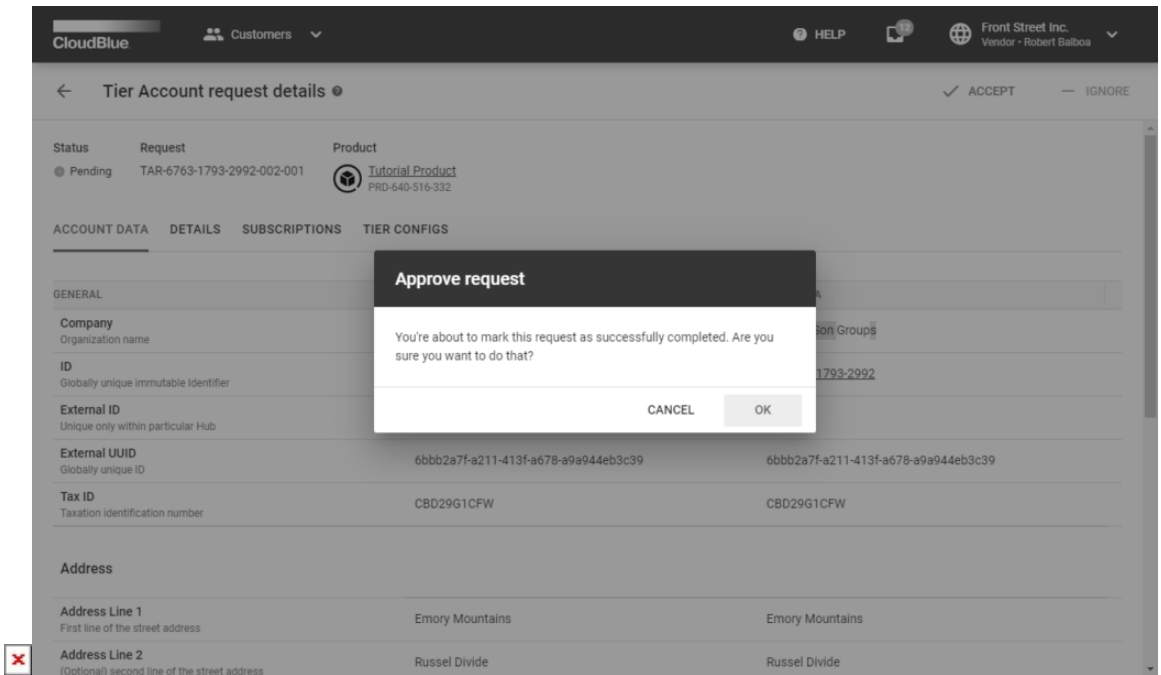 CloudBlue
Customers
HELP
12
Front Street Inc.
Vendor • Robert Balboa
Tier Account request details
ACCEPT
IGNORE
Status
Request
Product
Pending
TAR-6763-1793-2992-002-001
Tutorial Product
PRD-640-516-332
ACCOUNT DATA DETAILS SUBSCRIPTIONS TIER CONFIGS
Approve request
You're about to mark this request as successfully completed. Are you
sure you want to do that?
CANCEL OK
GENERAL
Company
Organization name
Son Groups
ID
Globally unique immutable Identifier
1793-2992
External ID
Unique only within particular Hub
External UUID
Globally unique ID
6bbb2a7f-a211-413f-a678-a9a944eb3c39 6bbb2a7f-a211-413f-a678-a9a944eb3c39
Tax ID
Taxation identification number
CBD29G1CFW CBD29G1CFW
Address
Address Line 1
First line of the street address
Emory Mountains Emory Mountains
Address Line 2
(Optional) second line of the street address
Russel Divide Russel Divide